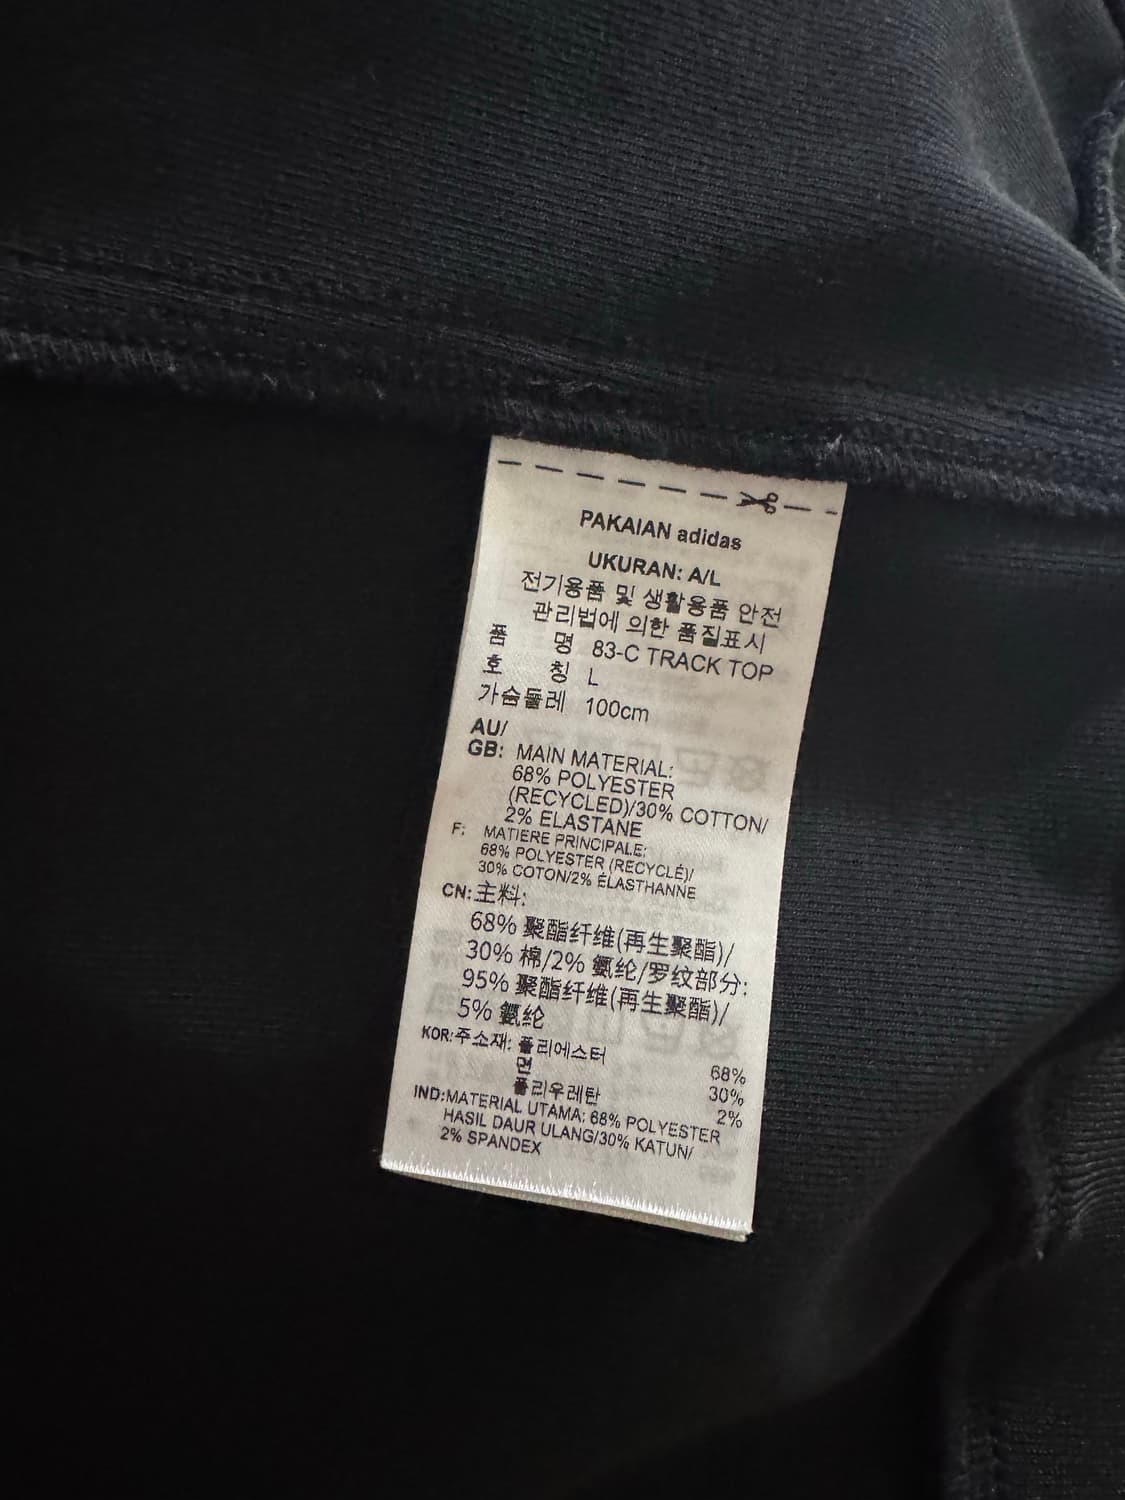 PAKAIAN adidas
UKURAN: A/L
전기용품 및 생활용품 안전
관리법에 의한 품질표시
품 명 83-C TRACK TOP
호 칭 L
가슴둘레 100cm
AU/
GB: MAIN MATERIAL:
68% POLYESTER
(RECYCLED)/30% COTTON/
2% ELASTANE
F: MATIERE PRINCIPALE:
68% POLYESTER (RECYCLÉ)/
30% COTON/2% ÉLASTHANNE
CN:主料:
68% 聚酯纤维(再生聚酯)/
30% 棉/2% 氨纶/罗纹部分:
95% 聚酯纤维(再生聚酯)/
5% 氨纶
KOR:주소재: 폴리에스터 68%
면 30%
폴리우레탄 2%
IND:MATERIAL UTAMA: 68% POLYESTER
HASIL DAUR ULANG/30% KATUN/
2% SPANDEX